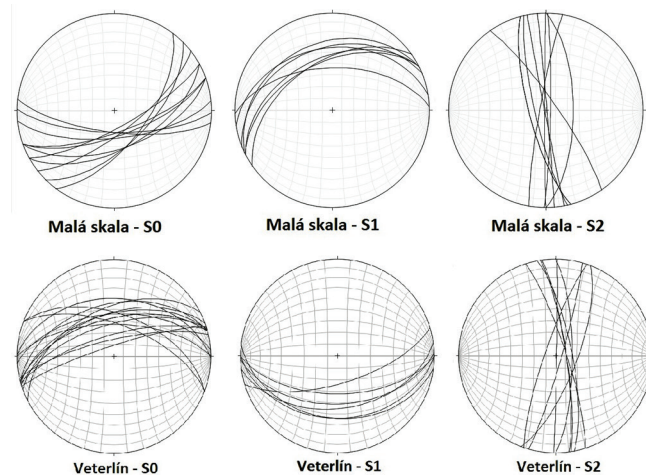 Malá skala - S0
Malá skala - S1
Malá skala - S2
Veterlín - S0
Veterlín - S1
Veterlín - S2